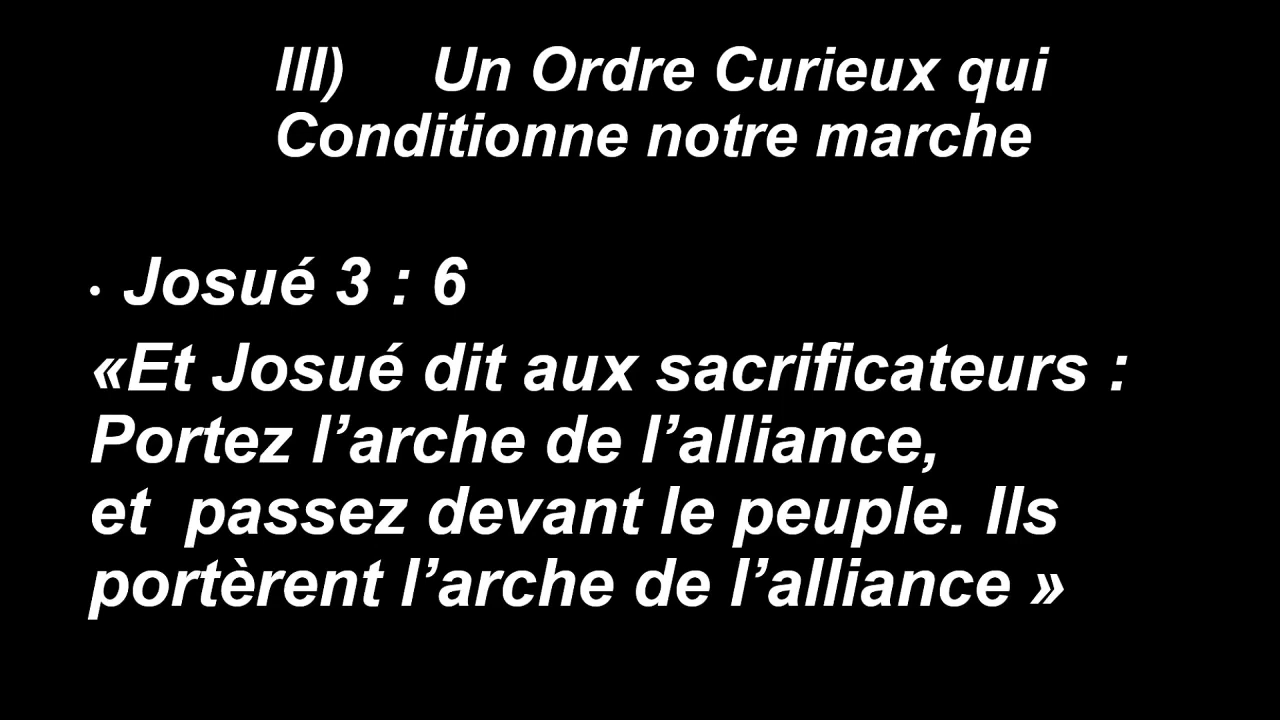 III) Un Ordre Curieux qui
Conditionne notre marche
• Josué 3 : 6
«Et Josué dit aux sacrificateurs :
Portez l’arche de l’alliance,
et  passez devant le peuple. Ils
portèrent l’arche de l’alliance »